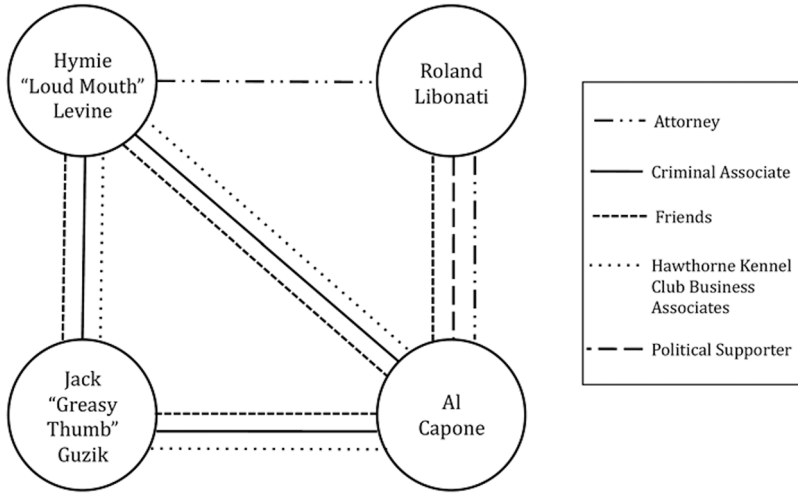 Hymie
“Loud Mouth”
Levine
Roland
Libonati
Attorney
Criminal Associate
Friends
Hawthorne Kennel
Club Business
Associates
Political Supporter
Jack
“Greasy
Thumb”
Guzik
Al
Capone